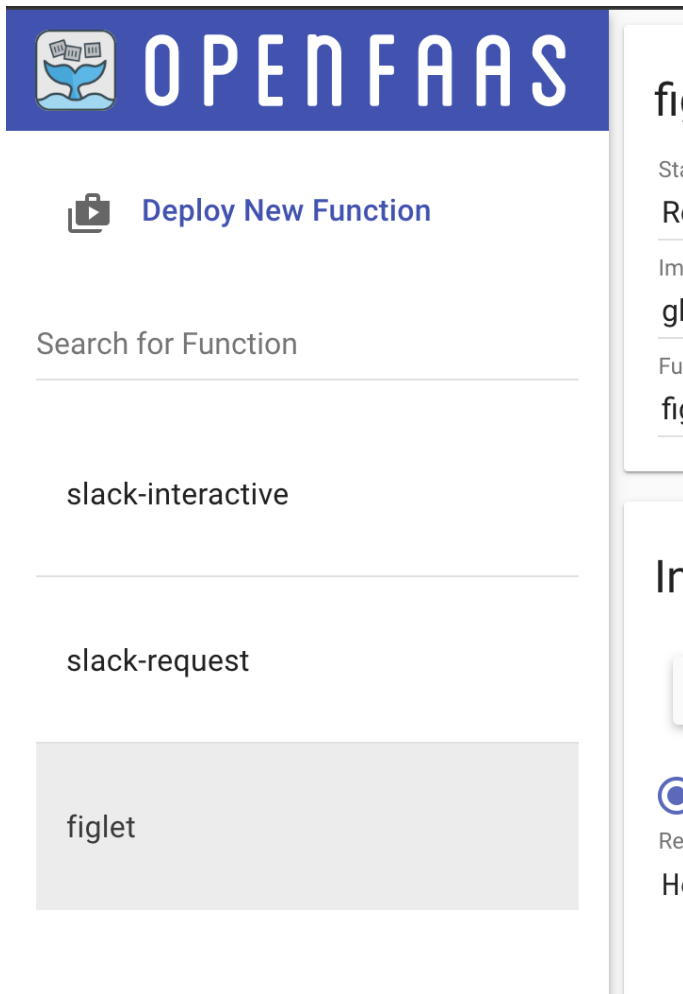 OPENFAAS
Deploy New Function
Search for Function
slack-interactive
slack-request
figlet